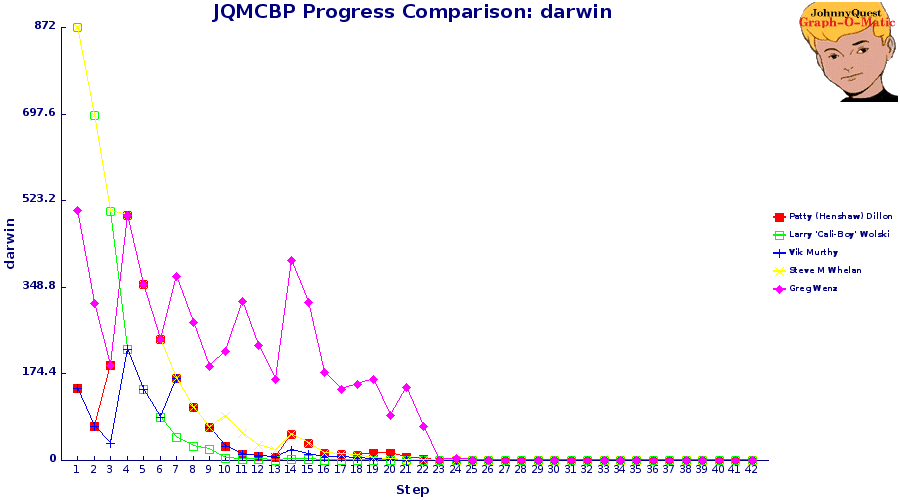 JQMCBP Progress Comparison: darwin
JohnnyQuest
Graph-O-Matic
872
697.6
523.2
348.8
174.4
0
darwin
Patty (Henshaw) Dillon
Larry 'Cali-Boy' Wolski
Vik Murthy
Steve M Whelan
Greg Wenz
1 2 3 4 5 6 7 8 9 10 11 12 13 14 15 16 17 18 19 20 21 22 23 24 25 26 27 28 29 30 31 32 33 34 35 36 37 38 39 40 41 42
Step